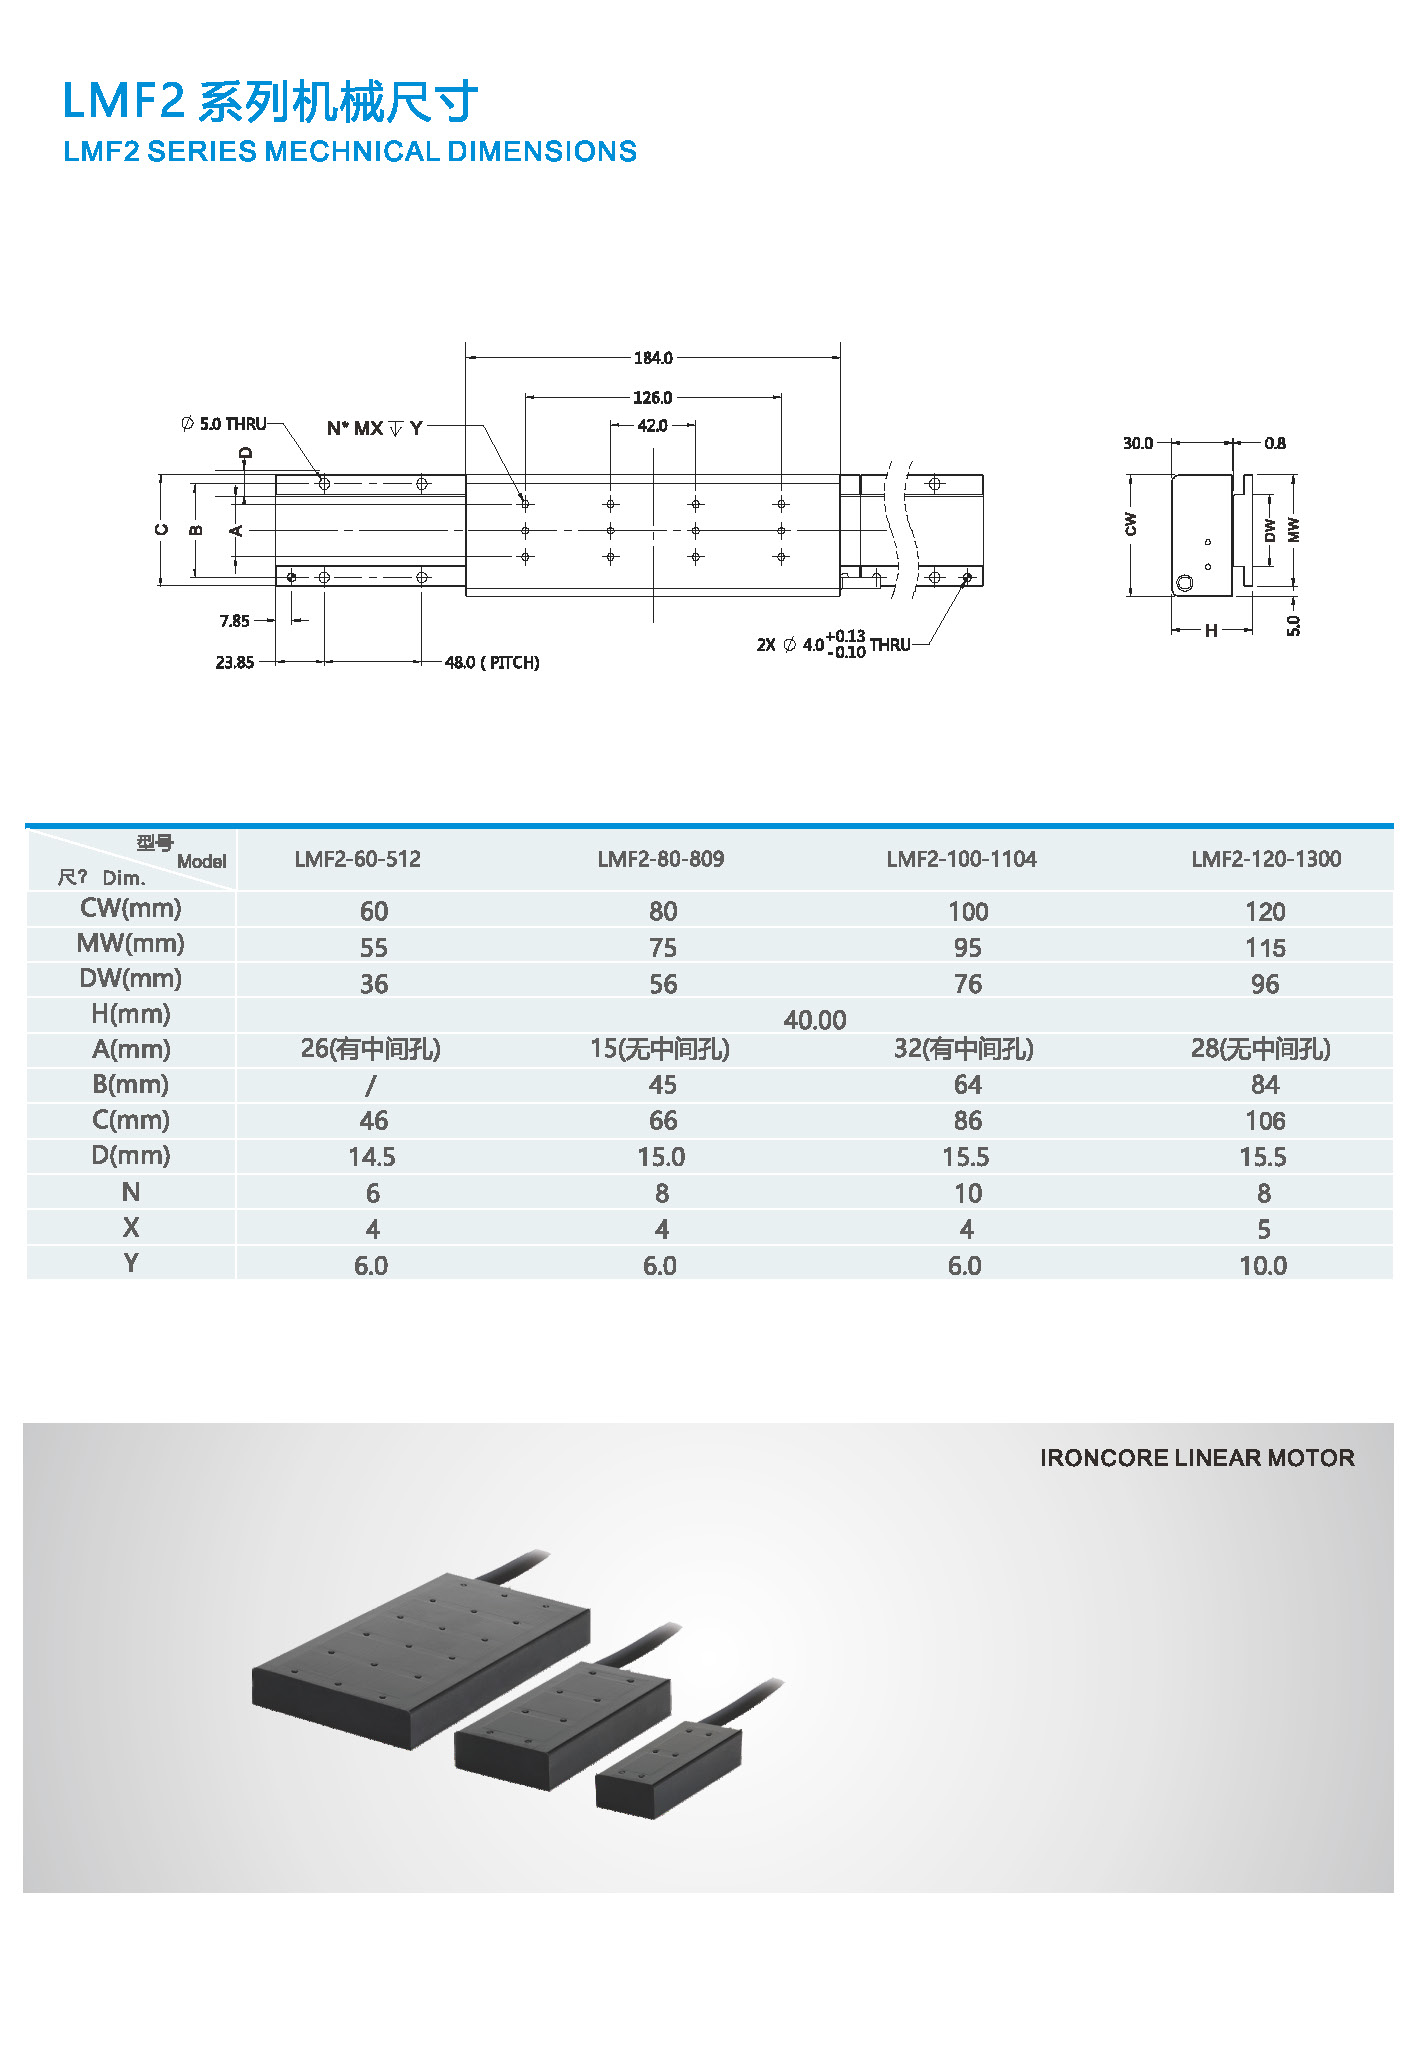 LMF2 系列机械尺寸
LMF2 SERIES MECHNICAL DIMENSIONS
184.0
126.0
42.0
∅ 5.0 THRU
N* MX ↧ Y
D
C
B
A
7.85
23.85
48.0 ( PITCH)
2X ∅ 4.0 +0.13 -0.10 THRU
30.0
0.8
CW
DW
MW
H
5.0
型号
Model
尺? Dim.
LMF2-60-512 LMF2-80-809 LMF2-100-1104 LMF2-120-1300
CW(mm) 60 80 100 120
MW(mm) 55 75 95 115
DW(mm) 36 56 76 96
H(mm) 40.00
A(mm) 26(有中间孔) 15(无中间孔) 32(有中间孔) 28(无中间孔)
B(mm) / 45 64 84
C(mm) 46 66 86 106
D(mm) 14.5 15.0 15.5 15.5
N 6 8 10 8
X 4 4 4 5
Y 6.0 6.0 6.0 10.0
IRONCORE LINEAR MOTOR